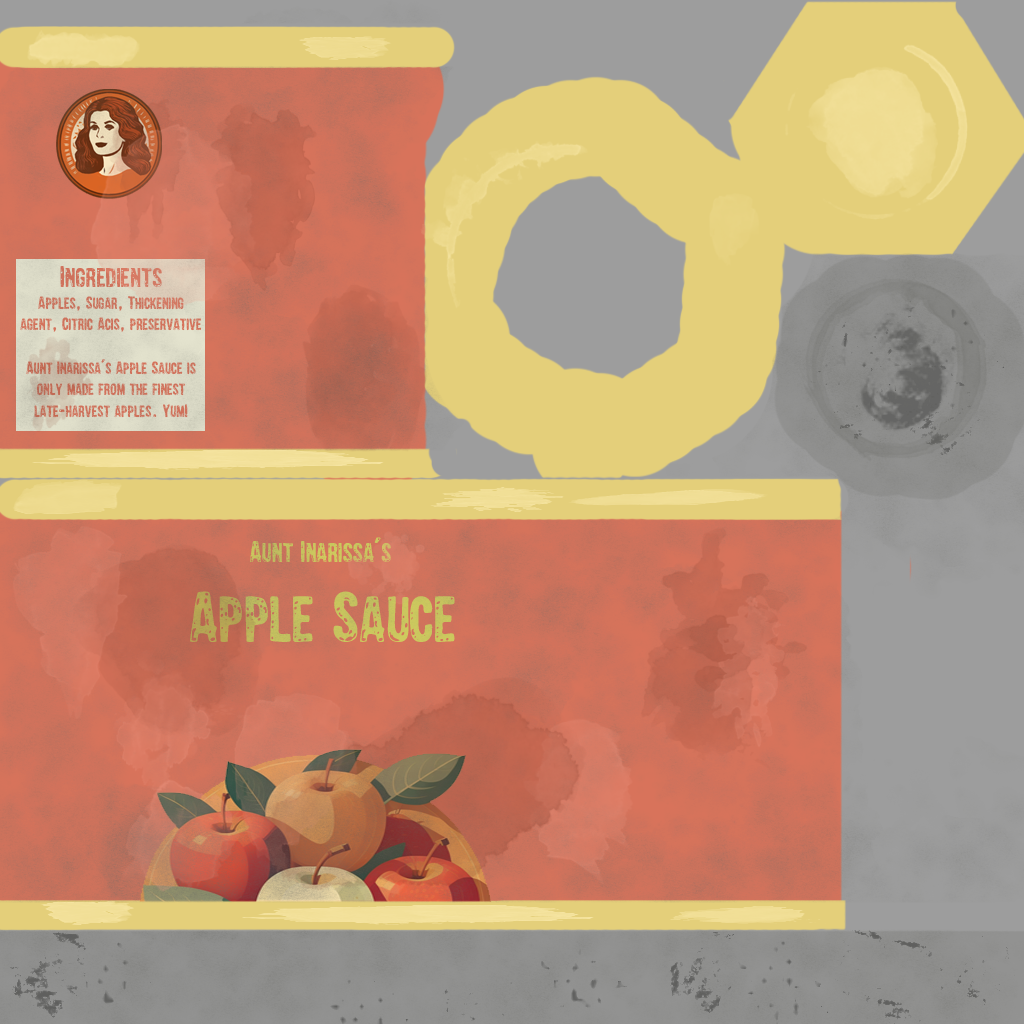 Ingredients
Apples, Sugar, Thickening
agent, Citric Acis, preservative
Aunt Inarissa's Apple Sauce is
only made from the finest
late-harvest apples. Yum!
Aunt Inarissa's
Apple Sauce